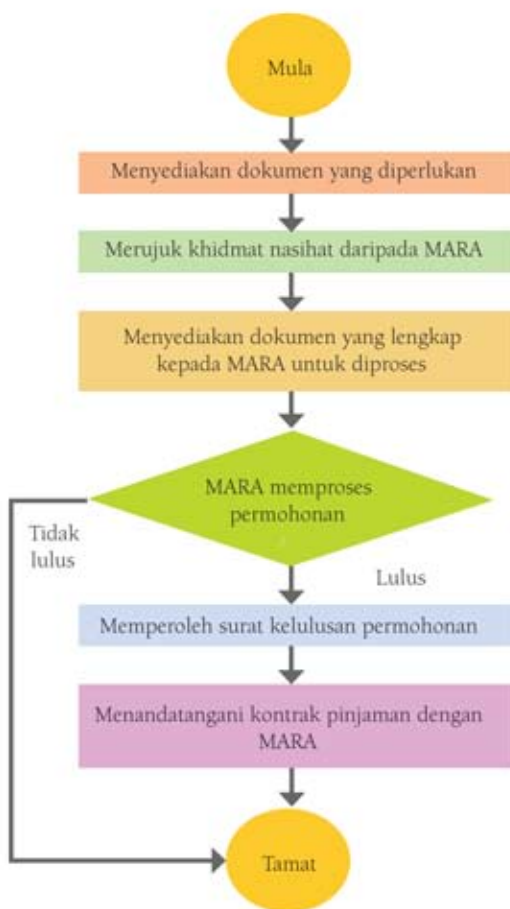 Mula
Menyediakan dokumen yang diperlukan
Merujuk khidmat nasihat daripada MARA
Menyediakan dokumen yang lengkap
kepada MARA untuk diproses
MARA memproses
permohonan
Tidak
lulus
Lulus
Memperoleh surat kelulusan permohonan
Menandatangani kontrak pinjaman dengan
MARA
Tamat